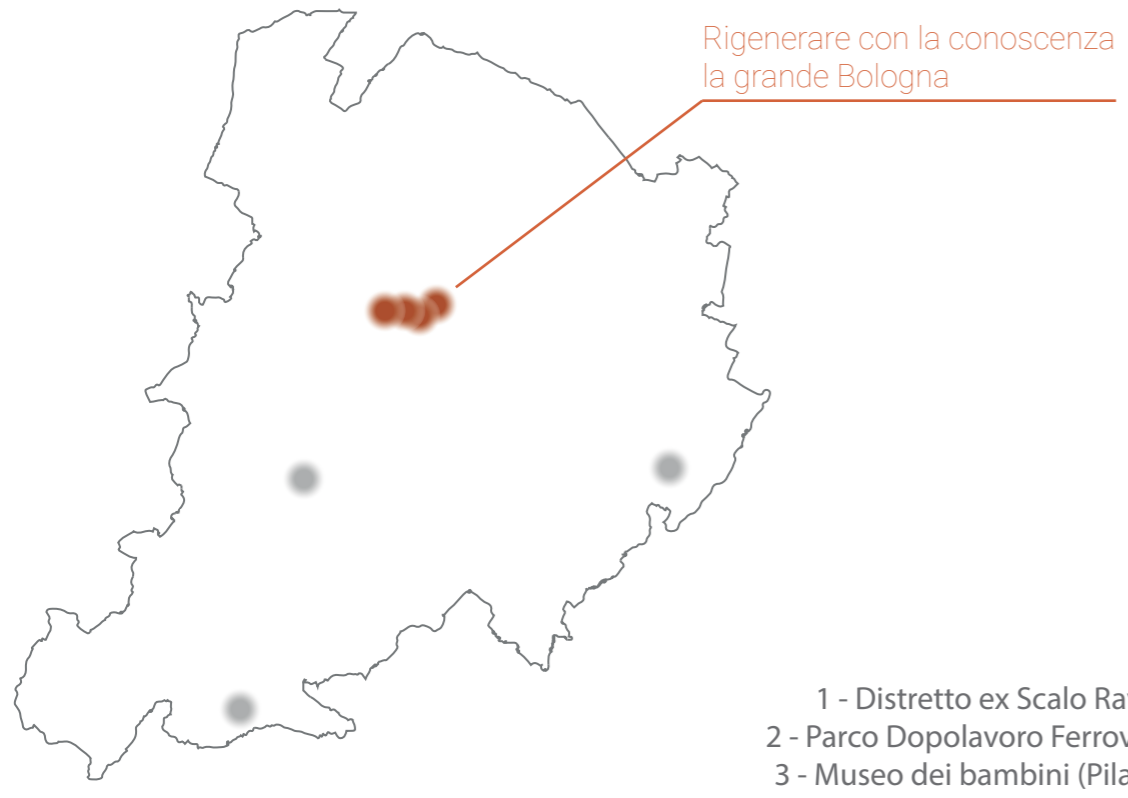 Rigenerare con la conoscenza
la grande Bologna
1 - Distretto ex Scalo
2 - Parco Dopolavoro
3 - Museo dei bambini